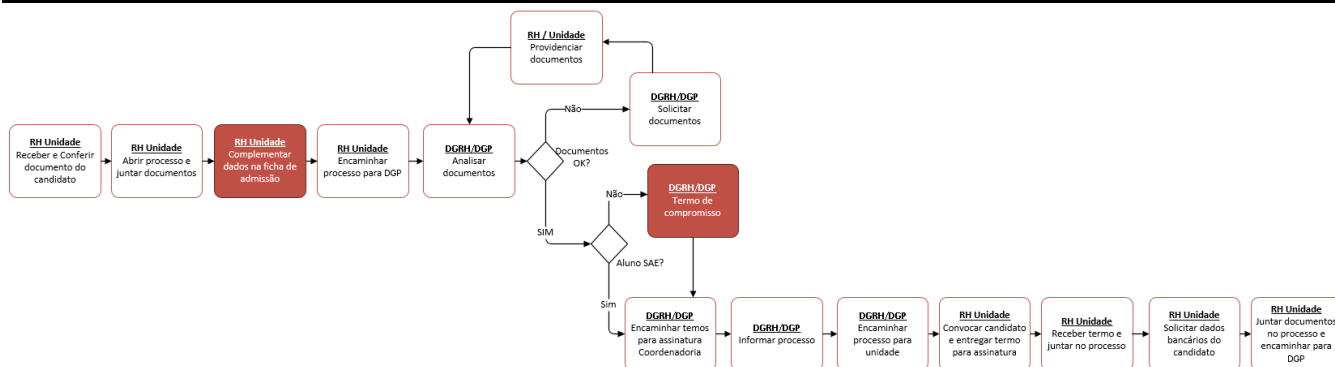 RH / Unidade
Providenciar
documentos
DGRH/DGP
Solicitar
documentos
Não
RH Unidade
Receber e Conferir
documento do
candidato
RH Unidade
Abrir processo e
juntar documentos
RH Unidade
Complementar
dados na ficha de
admissão
RH Unidade
Encaminhar
processo para DGP
DGRH/DGP
Analisar
documentos
Documentos
OK?
SIM
Não
DGRH/DGP
Termo de
compromisso
Aluno SAE?
Sim
DGRH/DGP
Encaminhar temos
para assinatura
Coordenadoria
DGRH/DGP
Informar processo
DGRH/DGP
Encaminhar
processo para
unidade
RH Unidade
Convocar candidato
e entregar termo
para assinatura
RH Unidade
Receber termo e
juntar no processo
RH Unidade
Solicitar dados
bancários do
candidato
RH Unidade
Juntar documentos
no processo e
encaminhar para
DGP